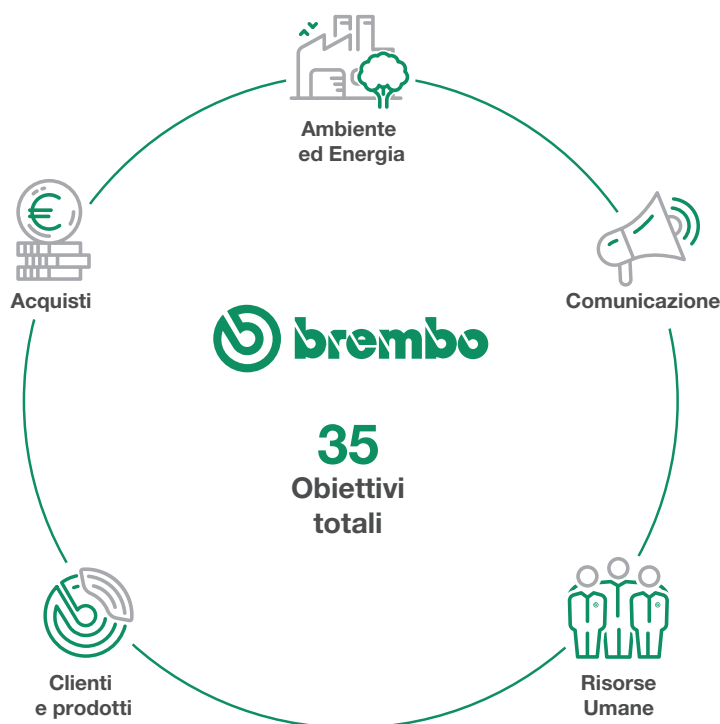 Ambiente
ed Energia
Acquisti
Comunicazione
brembo
35
Obiettivi
totali
Clienti
e prodotti
Risorse
Umane